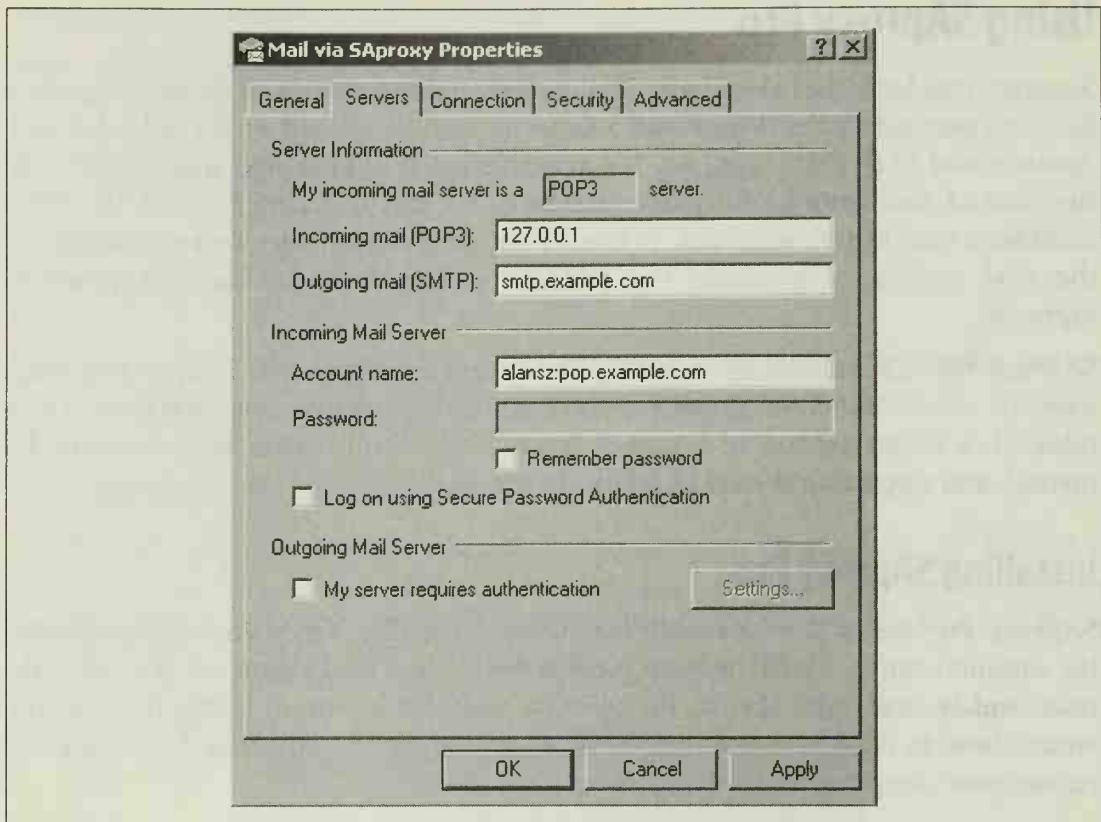 Mail via SAproxy Properties
General Servers Connection Security Advanced
Server Information
My incoming mail server is a POP3 server.
Incoming mail (POP3): 127.0.0.1
Outgoing mail (SMTP): smtp.example.com
Incoming Mail Server
Account name: alansz:pop.example.com
Password:
Remember password
Log on using Secure Password Authentication
Outgoing Mail Server
My server requires authentication Settings...
OK Cancel Apply